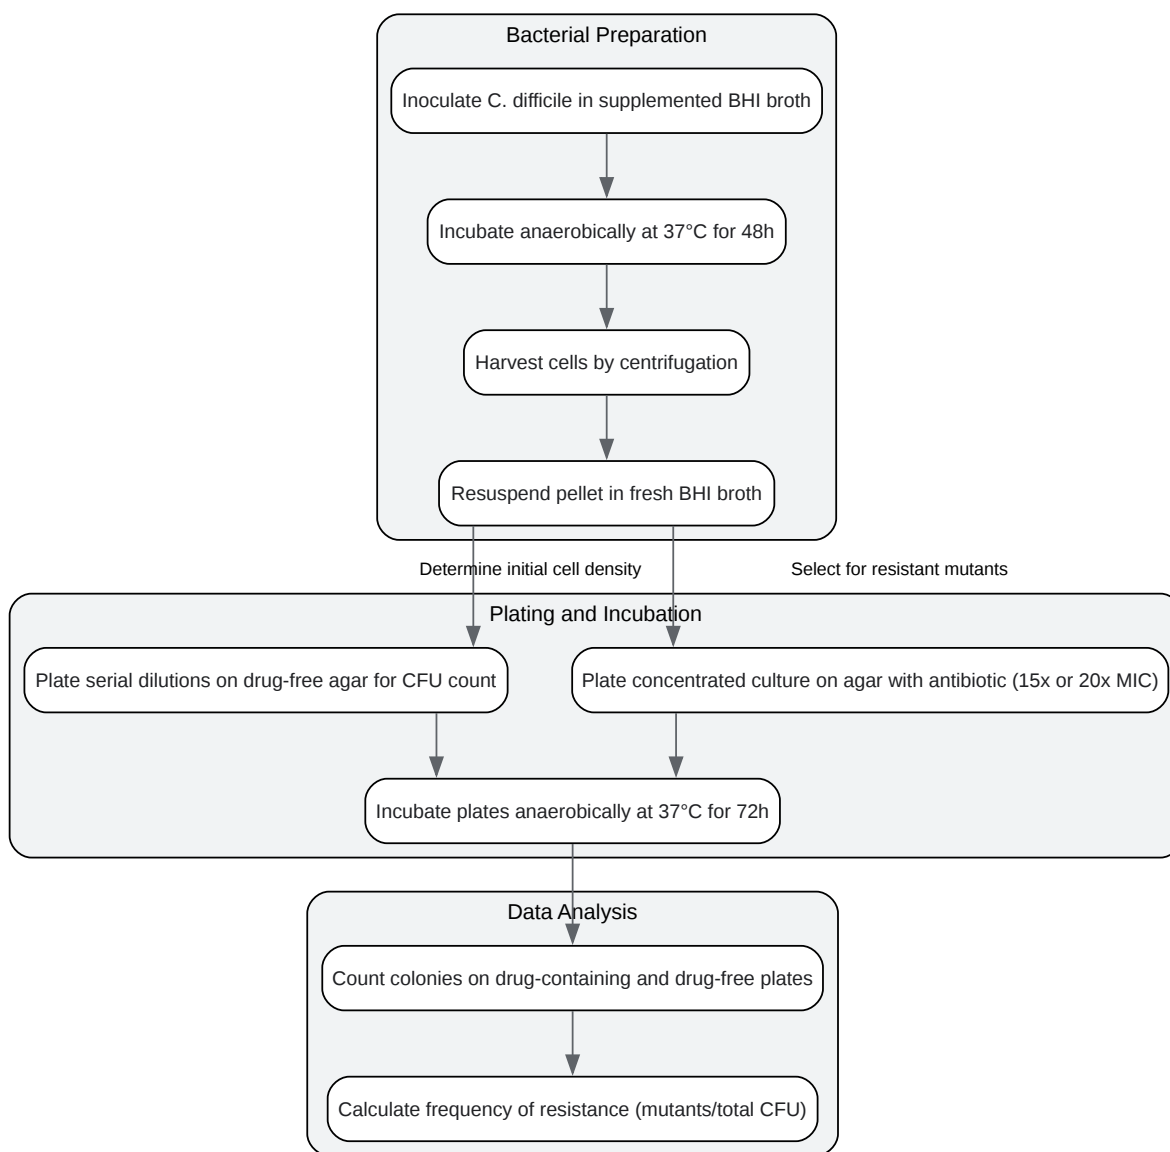 Bacterial Preparation
Inoculate C. difficile in supplemented BHI broth
Incubate anaerobically at 37°C for 48h
Harvest cells by centrifugation
Resuspend pellet in fresh BHI broth
Determine initial cell density
Select for resistant mutants
Plating and Incubation
Plate serial dilutions on drug-free agar for CFU count
Plate concentrated culture on agar with antibiotic (15x or 20x MIC)
Incubate plates anaerobically at 37°C for 72h
Data Analysis
Count colonies on drug-containing and drug-free plates
Calculate frequency of resistance (mutants/total CFU)